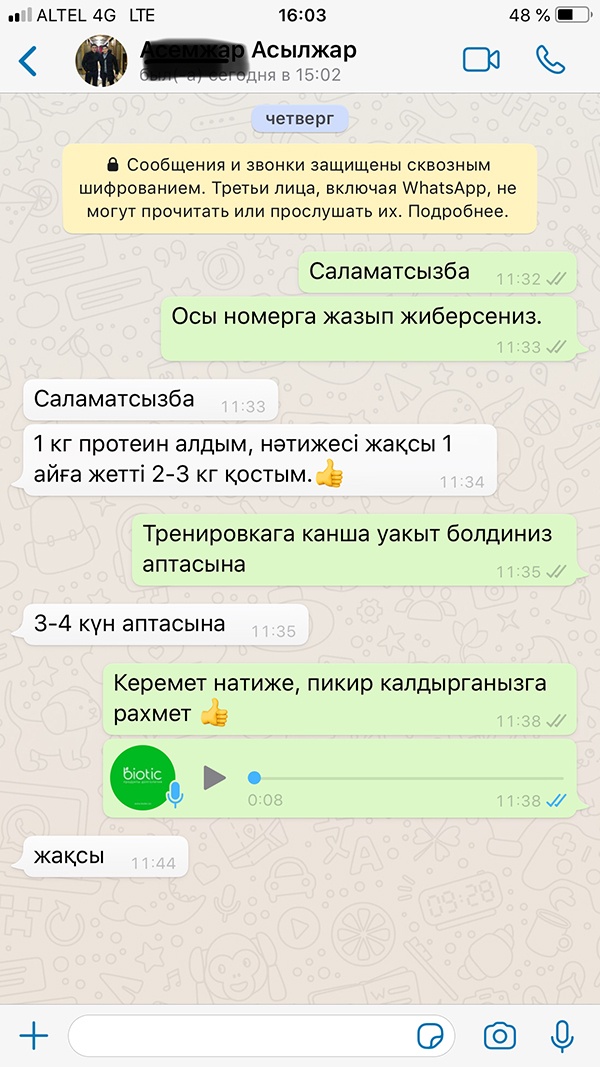 ALTEL 4G LTE 16:03 48 %
Асылжар
был(-а) сегодня в 15:02
четверг
Сообщения и звонки защищены сквозным
шифрованием. Третьи лица, включая WhatsApp, не
могут прочитать или прослушать их. Подробнее.
Саламатсызба 11:32
Осы номерга жазып жиберсениз.
11:33
Саламатсызба 11:33
1 кг протеин алдым, нәтижесі жақсы 1
айға жетті 2-3 кг қостым.👍 11:34
Тренировкага канша уакыт болдиниз
аптасына 11:35
3-4 күн аптасына 11:35
Керемет натиже, пикир калдырганызга
рахмет 👍 11:38
biotic
0:08 11:38
жақсы 11:44